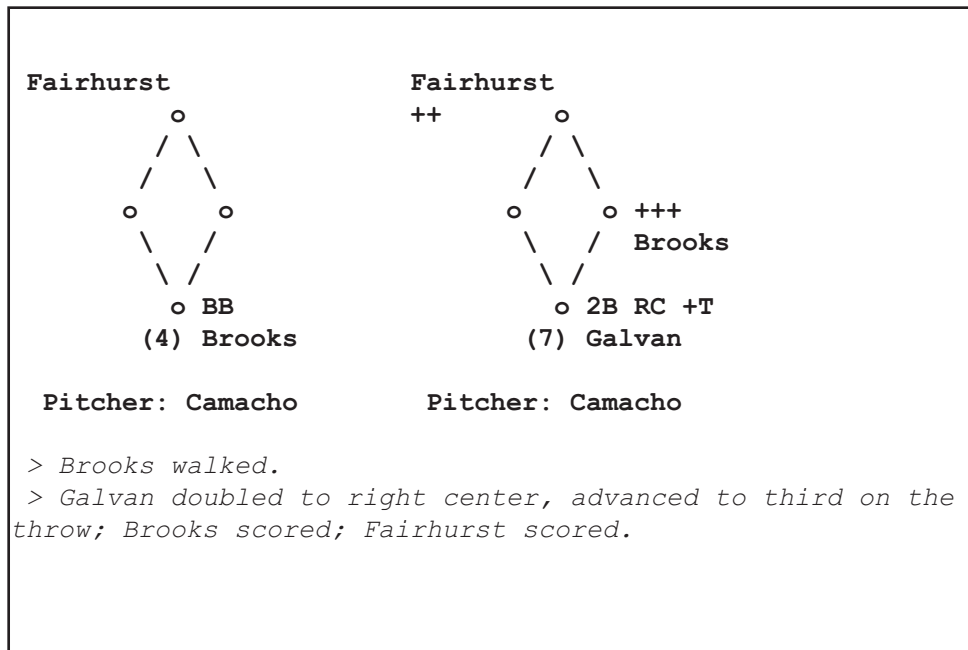 Fairhurst Fairhurst
o ++ o
/ \ / \
/ \ / \
o o o o +++
\ / \ / Brooks
\ / \ /
o BB o 2B RC +T
(4) Brooks (7) Galvan
Pitcher: Camacho Pitcher: Camacho
> Brooks walked.
> Galvan doubled to right center, advanced to third on the
throw; Brooks scored; Fairhurst scored.